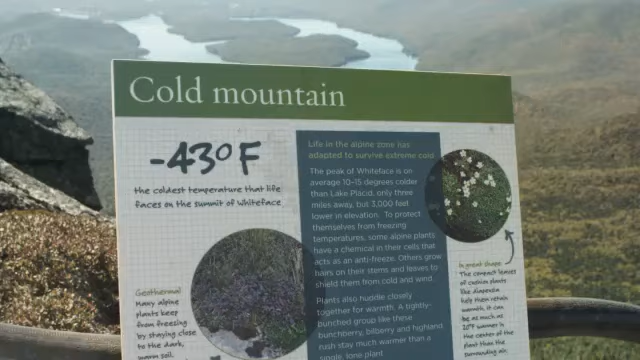 Cold mountain
-43°F
the coldest temperature that life
faces on the summit of Whiteface
Life in the alpine zone has
adapted to survive extreme cold
The peak of Whiteface is on
average 10-15 degrees colder
than Lake Placid, only three
miles away, but 3,000 feet
lower in elevation. To protect
themselves from freezing
temperatures, some alpine plants
have a chemical in their cells that
acts as an anti-freeze. Others grow
hairs on their stems and leaves to
shield them from cold and wind.
Plants also huddle closely
together for warmth. A tightly-
bunched group like these
bunchberry, bilberry and highland
rush stay much warmer than a
single, lone plant
Geothermal
Many alpine
plants keep
from freezing
by staying close
to the dark,
warm soil.
In great shape
The compact leaves
of cushion plants
like diapensia
help them retain
warmth. It can
be as much as
20°F warmer in
the center of the
plant than the
surrounding air.